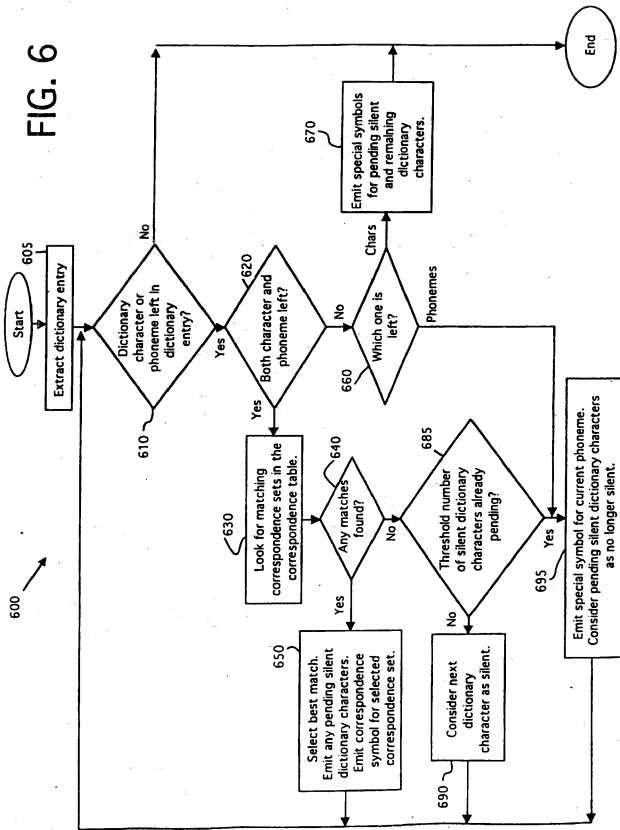 FIG. 6
600
Start
605
Extract dictionary entry
Dictionary
character or
phoneme left in
dictionary
entry?
610
No
Yes
620
Both character and
phoneme left?
Yes
No
630
Look for matching
correspondence sets in the
correspondence table.
660
Which one is
left?
Chars
Phonemes
670
Emit special symbols
for pending silent
and remaining
dictionary
characters.
640
Any matches
found?
Yes
No
650
Select best match.
Emit any pending silent
dictionary characters.
Emit correspondence
symbol for selected
correspondence set.
685
Threshold number
of silent dictionary
characters already
pending?
No
Yes
690
Consider next
dictionary
character as silent.
695
Emit special symbol for current phoneme.
Consider pending silent dictionary characters
as no longer silent.
End